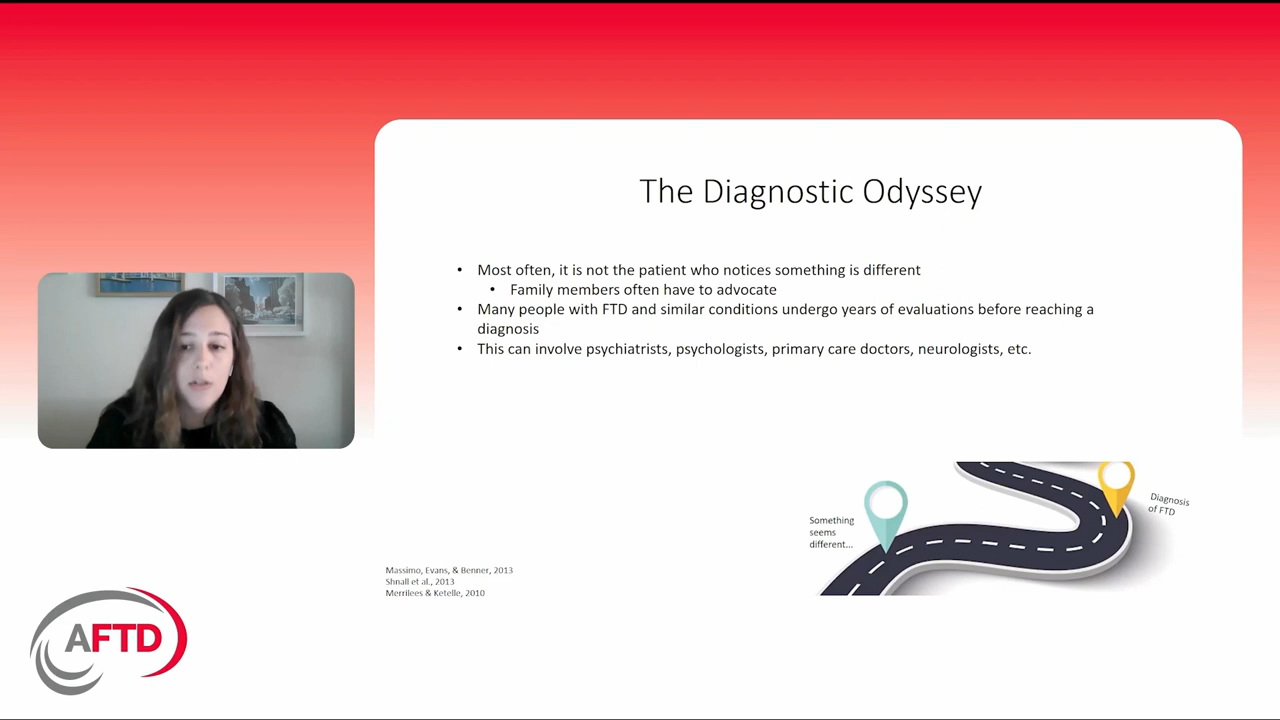 The Diagnostic Odyssey
• Most often, it is not the patient who notices something is different
• Family members often have to advocate
• Many people with FTD and similar conditions undergo years of evaluations before reaching a
diagnosis
• This can involve psychiatrists, psychologists, primary care doctors, neurologists, etc.
Something
seems
different...
Diagnosis
of FTD
Massimo, Evans, & Benner, 2013
Shnall et al., 2013
Merrilees & Ketelle, 2010
AFTD